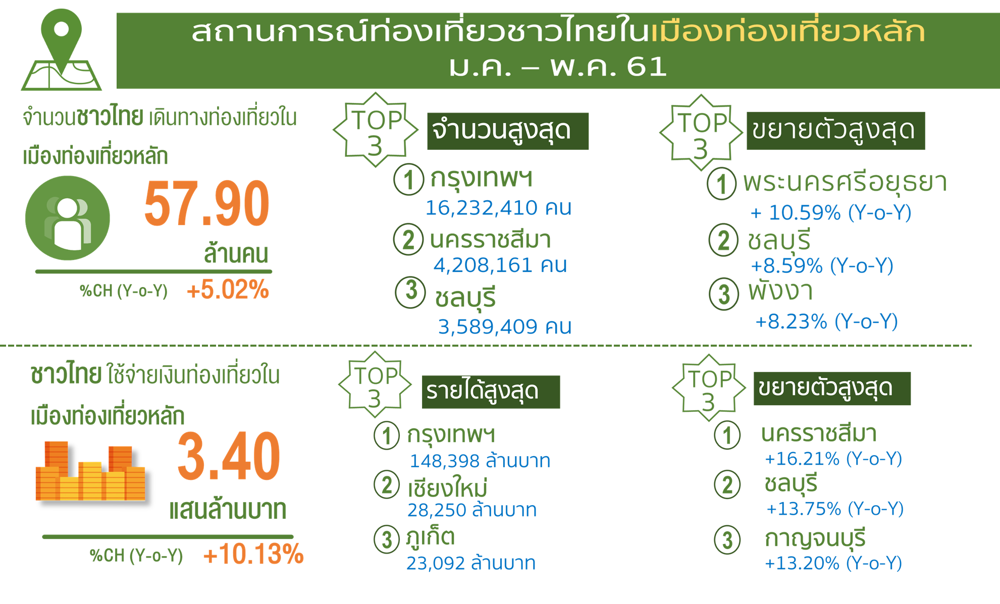 สถานการณ์ท่องเที่ยวชาวไทยในเมืองท่องเที่ยวหลัก
ม.ค. – พ.ค. 61
จำนวนชาวไทย เดินทางท่องเที่ยวใน
เมืองท่องเที่ยวหลัก
57.90
ล้านคน
%CH (Y-o-Y) +5.02%
TOP
3
จำนวนสูงสุด
1 กรุงเทพฯ
16,232,410 คน
2 นครราชสีมา
4,208,161 คน
3 ชลบุรี
3,589,409 คน
TOP
3
ขยายตัวสูงสุด
1 พระนครศรีอยุธยา
+ 10.59% (Y-o-Y)
2 ชลบุรี
+8.59% (Y-o-Y)
3 พังงา
+8.23% (Y-o-Y)
ชาวไทย ใช้จ่ายเงินท่องเที่ยวใน
เมืองท่องเที่ยวหลัก
3.40
แสนล้านบาท
%CH (Y-o-Y) +10.13%
TOP
3
รายได้สูงสุด
1 กรุงเทพฯ
148,398 ล้านบาท
2 เชียงใหม่
28,250 ล้านบาท
3 ภูเก็ต
23,092 ล้านบาท
TOP
3
ขยายตัวสูงสุด
1 นครราชสีมา
+16.21% (Y-o-Y)
2 ชลบุรี
+13.75% (Y-o-Y)
3 กาญจนบุรี
+13.20% (Y-o-Y)